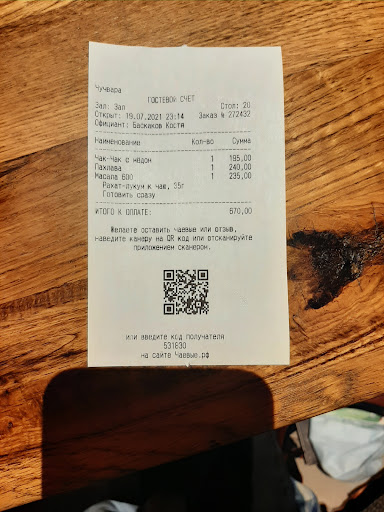 Чучвара
ГОСТЕВОЙ СЧЕТ
Зал: Зал Стол: 20
Открыт: 19.07.2021 23:14 Заказ № 272432
Официант: Баскаков Костя
Наименование Кол-во Сумма
Чак-Чак с медом 1 195,00
Пахлава 1 240,00
Масала 600 1 235,00
Рахат-лукум к чаю, 35г
Готовить сразу
ИТОГО К ОПЛАТЕ: 670,00
Желаете оставить чаевые или отзыв,
наведите камеру на QR код или отсканируйте
приложением сканером.
или введите код получателя
531830
на сайте Чаевые.рф